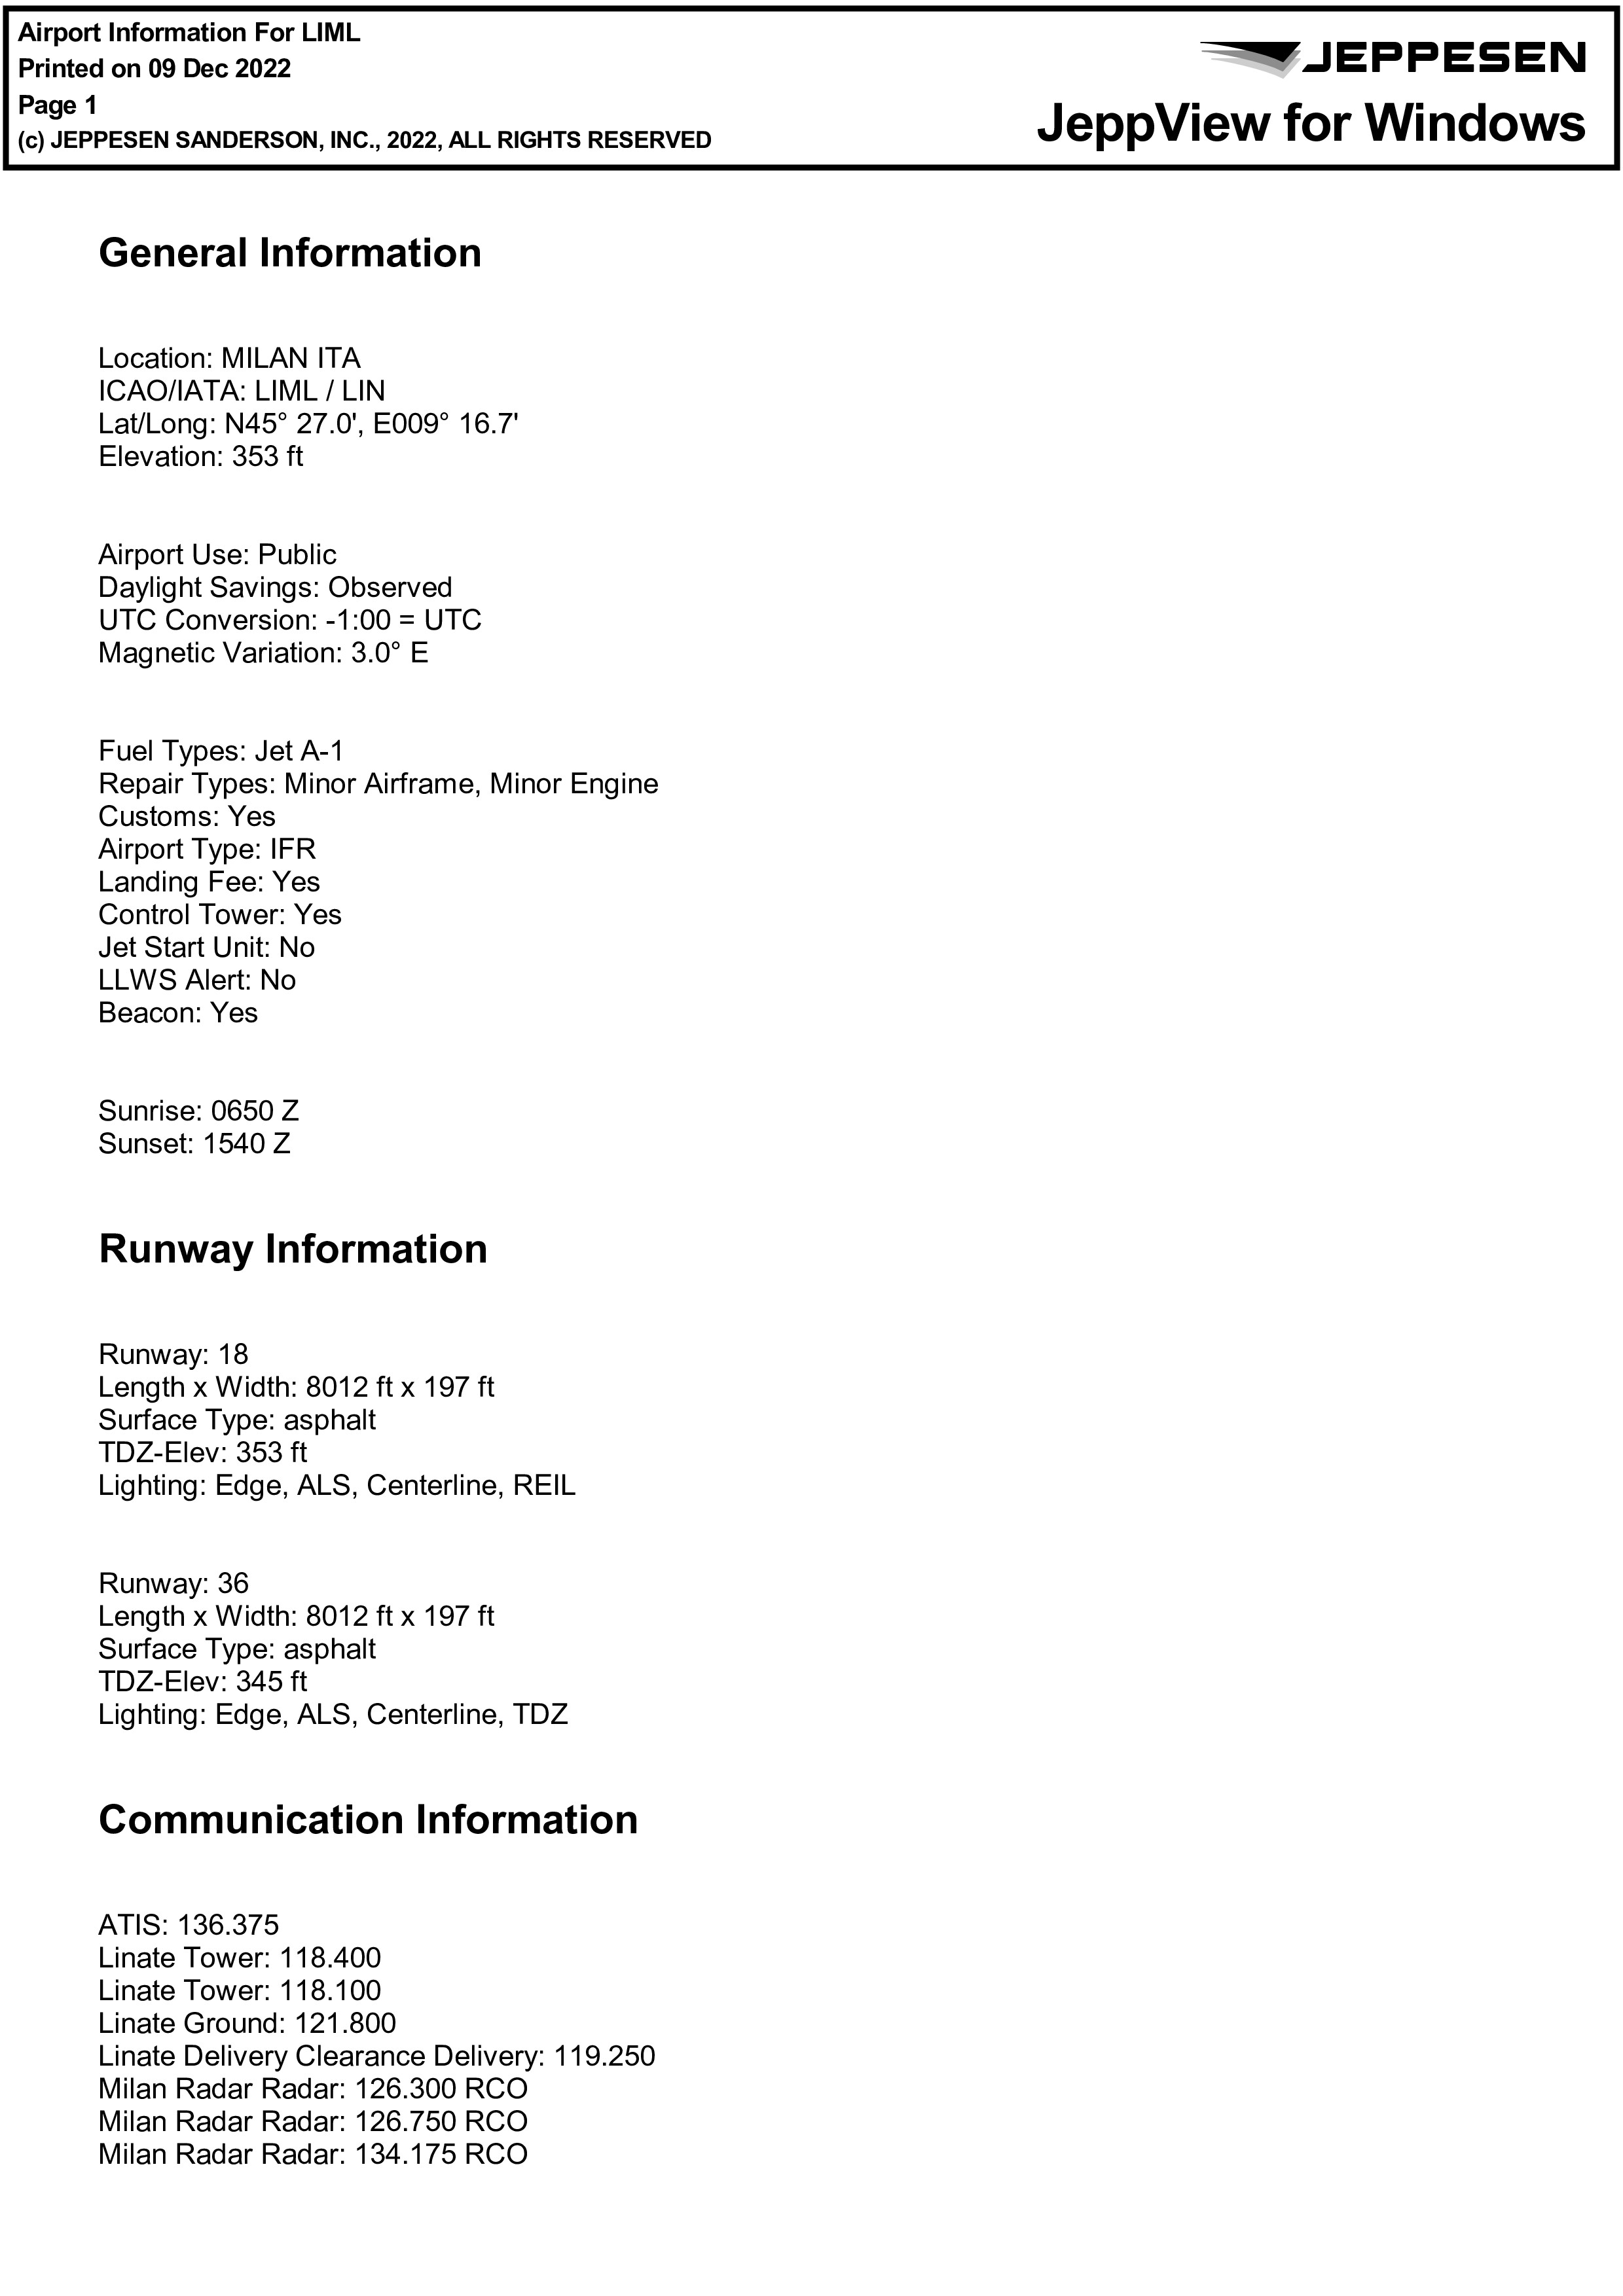 Airport Information For LIML
Printed on 09 Dec 2022
Page 1
(c) JEPPESEN SANDERSON, INC., 2022, ALL RIGHTS RESERVED
JEPPESEN
JeppView for Windows
General Information
Location: MILAN ITA
ICAO/IATA: LIML / LIN
Lat/Long: N45° 27.0', E009° 16.7'
Elevation: 353 ft
Airport Use: Public
Daylight Savings: Observed
UTC Conversion: -1:00 = UTC
Magnetic Variation: 3.0° E
Fuel Types: Jet A-1
Repair Types: Minor Airframe, Minor Engine
Customs: Yes
Airport Type: IFR
Landing Fee: Yes
Control Tower: Yes
Jet Start Unit: No
LLWS Alert: No
Beacon: Yes
Sunrise: 0650 Z
Sunset: 1540 Z
Runway Information
Runway: 18
Length x Width: 8012 ft x 197 ft
Surface Type: asphalt
TDZ-Elev: 353 ft
Lighting: Edge, ALS, Centerline, REIL
Runway: 36
Length x Width: 8012 ft x 197 ft
Surface Type: asphalt
TDZ-Elev: 345 ft
Lighting: Edge, ALS, Centerline, TDZ
Communication Information
ATIS: 136.375
Linate Tower: 118.400
Linate Tower: 118.100
Linate Ground: 121.800
Linate Delivery Clearance Delivery: 119.250
Milan Radar Radar: 126.300 RCO
Milan Radar Radar: 126.750 RCO
Milan Radar Radar: 134.175 RCO